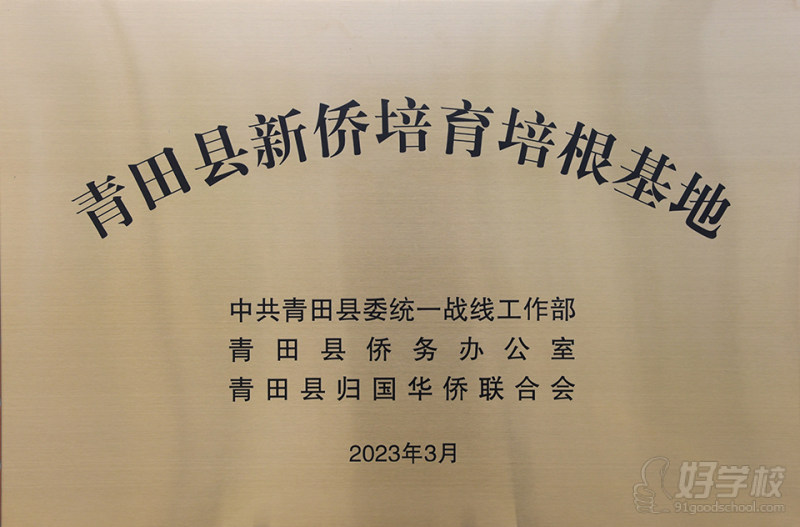 青田县新侨培育培根基地
中共青田县委统一战线工作部
青田县侨务办公室
青田县归国华侨联合会
2023年3月
好学校
91goodschool.com